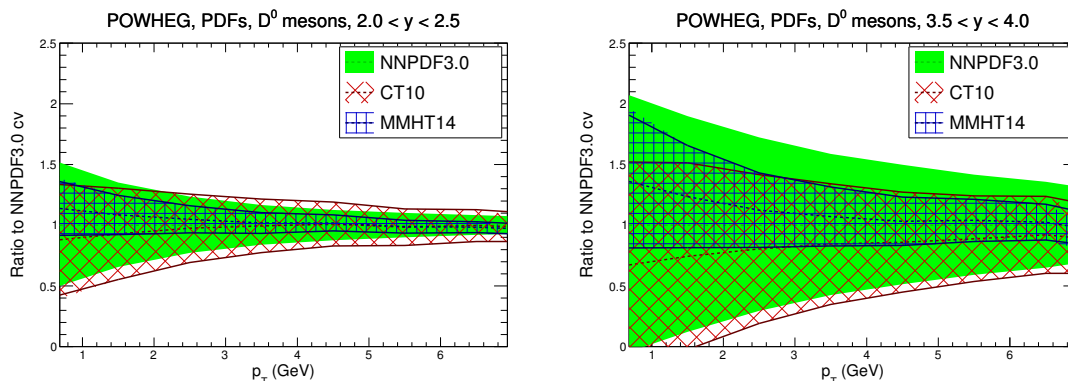 POWHEG, PDFs, D⁰ mesons, 2.0 < y < 2.5
Ratio to NNPDF3.0 cv
2.5
2
1.5
1
0.5
0
NNPDF3.0
CT10
MMHT14
1 2 3 4 5 6
p_T (GeV)
POWHEG, PDFs, D⁰ mesons, 3.5 < y < 4.0
Ratio to NNPDF3.0 cv
2.5
2
1.5
1
0.5
0
NNPDF3.0
CT10
MMHT14
1 2 3 4 5 6
p_T (GeV)